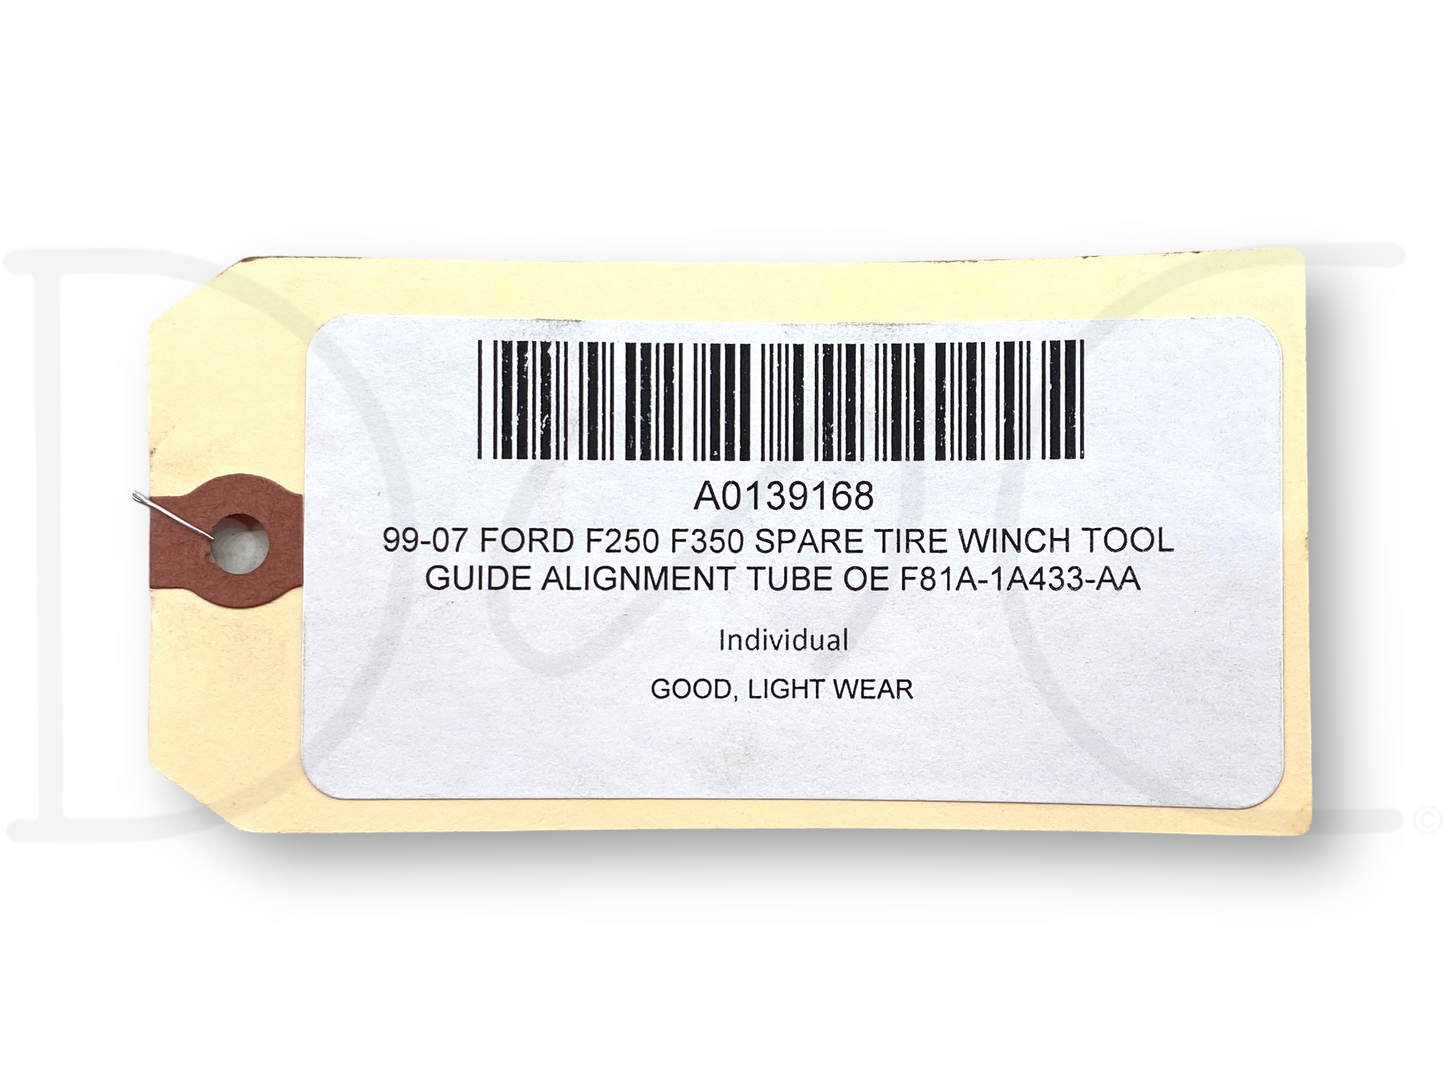 A0139168
99-07 FORD F250 F350 SPARE TIRE WINCH TOOL
GUIDE ALIGNMENT TUBE OE F81A-1A433-AA
Individual
GOOD, LIGHT WEAR
©